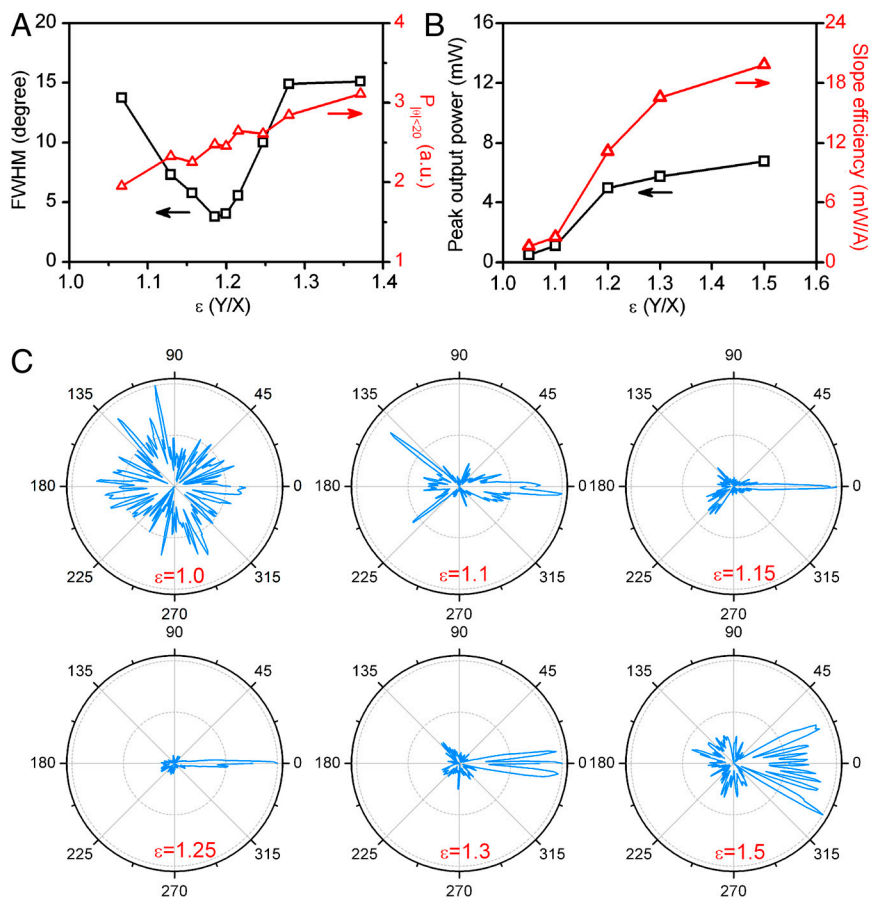 A
20
15
10
5
0
FWHM (degree)
4
3
2
1
P|Θ|<20 (a.u.)
1.0 1.1 1.2 1.3 1.4
ε (Y/X)
B
16
12
8
4
0
Peak output power (mW)
24
18
12
6
0
Slope efficiency (mW/A)
1.0 1.1 1.2 1.3 1.4 1.5 1.6
ε (Y/X)
C
90
135 45
180 0
225 315
270
ε=1.0
90
135 45
180 0
225 315
270
ε=1.1
90
135 45
180 0
225 315
270
ε=1.15
90
135 45
180 0
225 315
270
ε=1.25
90
135 45
180 0
225 315
270
ε=1.3
90
135 45
180 0
225 315
270
ε=1.5